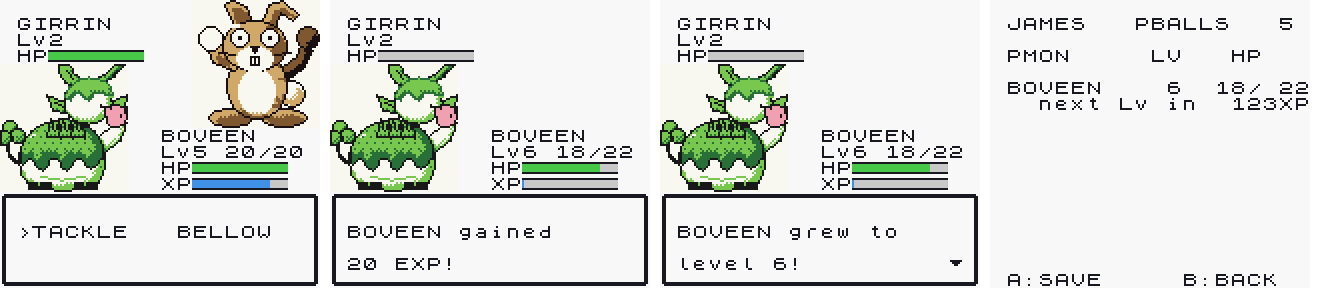 GIRRIN
Lv2
HP
BOVEEN
Lv5 20/20
HP
XP
>TACKLE BELLOW
GIRRIN
Lv2
HP
BOVEEN
Lv6 18/22
HP
XP
BOVEEN gained
20 EXP!
GIRRIN
Lv2
HP
BOVEEN
Lv6 18/22
HP
XP
BOVEEN grew to
level 6!
JAMES PBALLS 5
PMON LV HP
BOVEEN 6 18/ 22
next Lv in 123XP
A:SAVE B:BACK